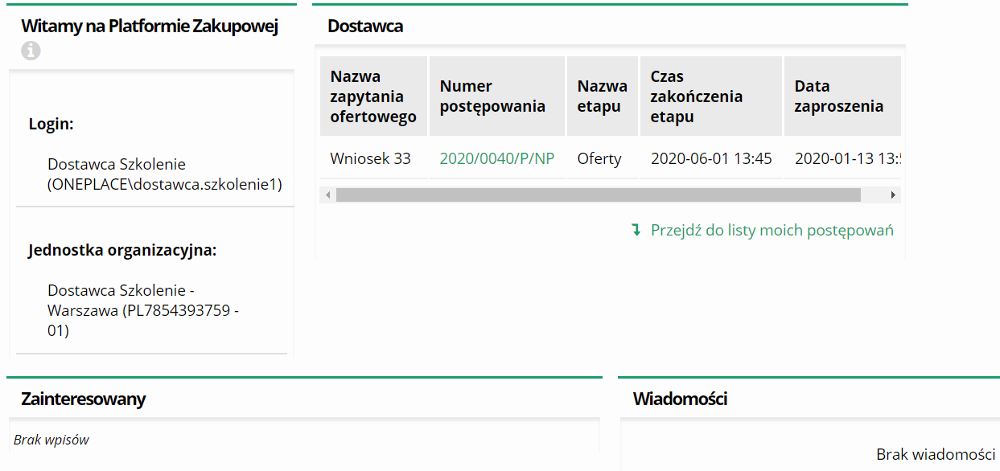 Witamy na Platformie Zakupowej
Login:
Dostawca Szkolenie
(ONEPLACE\dostawca.szkolenie1)
Jednostka organizacyjna:
Dostawca Szkolenie -
Warszawa (PL7854393759 -
01)
Dostawca
Nazwa zapytania ofertowego
Numer postępowania
Nazwa etapu
Czas zakończenia etapu
Data zaproszenia
Wniosek 33 2020/0040/P/NP Oferty 2020-06-01 13:45 2020-01-13 13:
Przejdź do listy moich postępowań
Zainteresowany
Brak wpisów
Wiadomości
Brak wiadomości